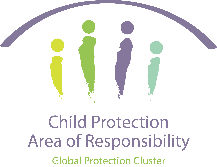 Child Protection
Area of Responsibility
Global Protection Cluster